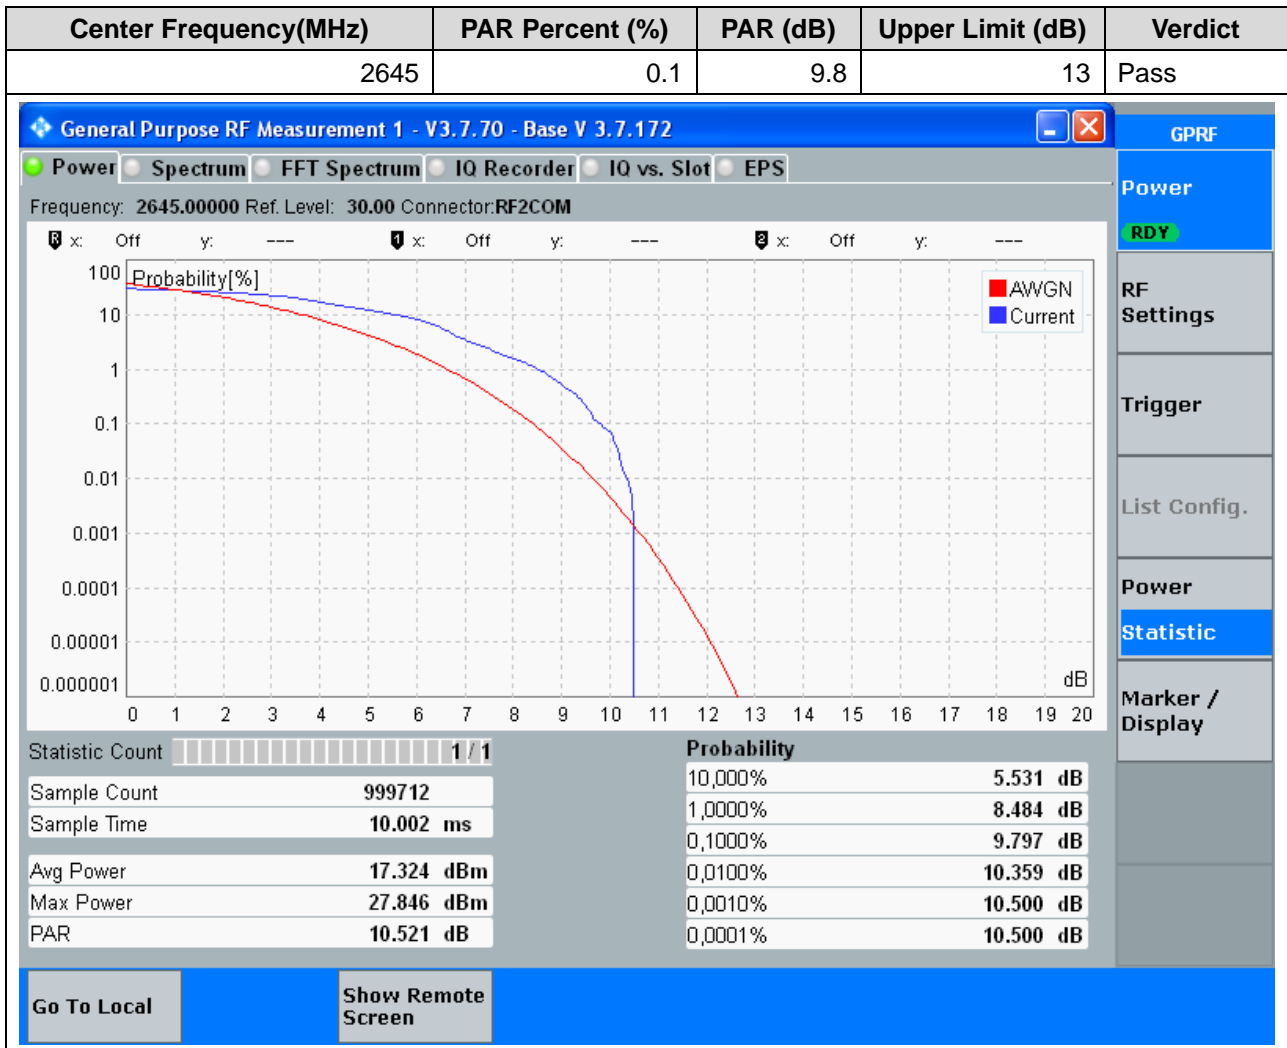 Center Frequency(MHz) PAR Percent (%) PAR (dB) Upper Limit (dB) Verdict
2645 0.1 9.8 13 Pass
General Purpose RF Measurement 1 - V3.7.70 - Base V 3.7.172
GPRF
Power Spectrum FFT Spectrum IQ Recorder IQ vs. Slot EPS
Power
RDY
Frequency: 2645.00000 Ref. Level: 30.00 Connector:RF2COM
R x: Off y: --- 1 x: Off y: --- 2 x: Off y: ---
Probability[%]
AWGN
Current
100
10
1
0.1
0.01
0.001
0.0001
0.00001
0.000001
dB
0 1 2 3 4 5 6 7 8 9 10 11 12 13 14 15 16 17 18 19 20
RF
Settings
Trigger
List Config.
Power
Statistic
Marker /
Display
Statistic Count 1 / 1
Sample Count 999712
Sample Time 10.002 ms
Avg Power 17.324 dBm
Max Power 27.846 dBm
PAR 10.521 dB
Probability
10,000% 5.531 dB
1,0000% 8.484 dB
0,1000% 9.797 dB
0,0100% 10.359 dB
0,0010% 10.500 dB
0,0001% 10.500 dB
Go To Local
Show Remote
Screen